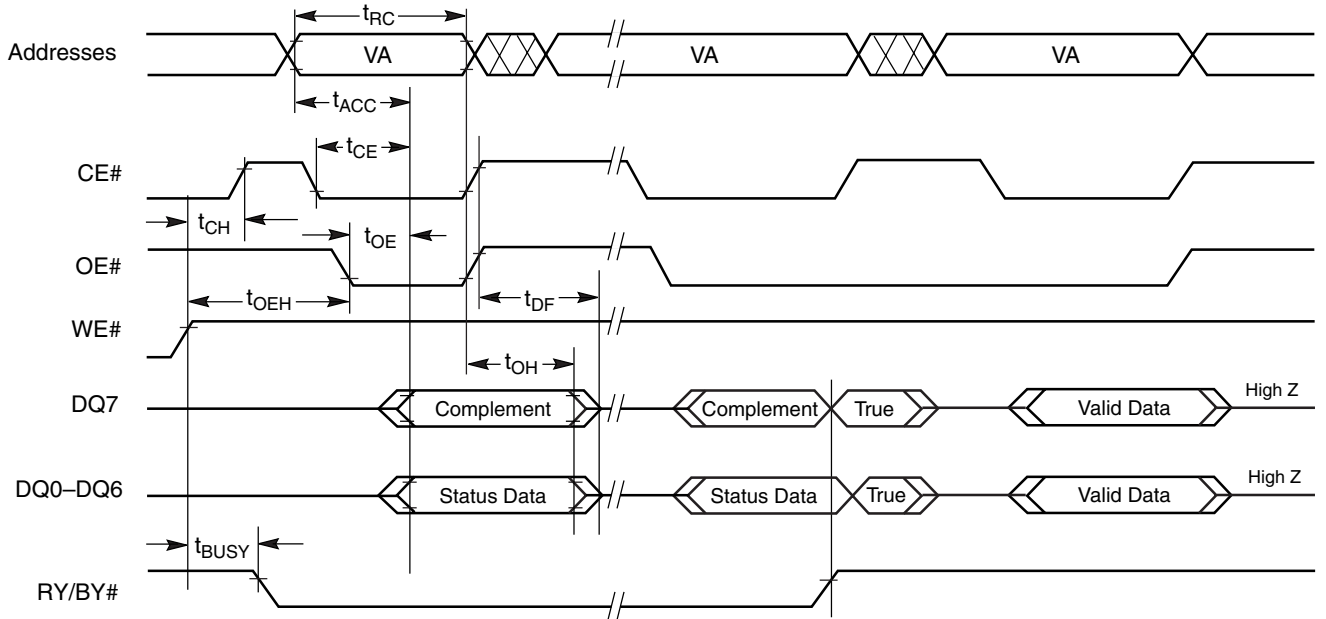 tRC
Addresses VA VA VA
tACC
tCE
CE#
tCH
tOE
OE#
tOEH
tDF
WE#
tOH
DQ7 Complement Complement True Valid Data High Z
DQ0–DQ6 Status Data Status Data True Valid Data High Z
tBUSY
RY/BY#